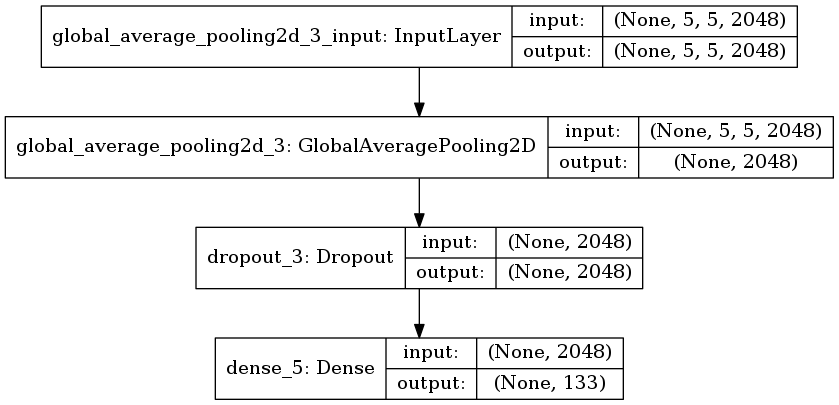 global_average_pooling2d_3_input: InputLayer
input: (None, 5, 5, 2048)
output: (None, 5, 5, 2048)
global_average_pooling2d_3: GlobalAveragePooling2D
input: (None, 5, 5, 2048)
output: (None, 2048)
dropout_3: Dropout
input: (None, 2048)
output: (None, 2048)
dense_5: Dense
input: (None, 2048)
output: (None, 133)